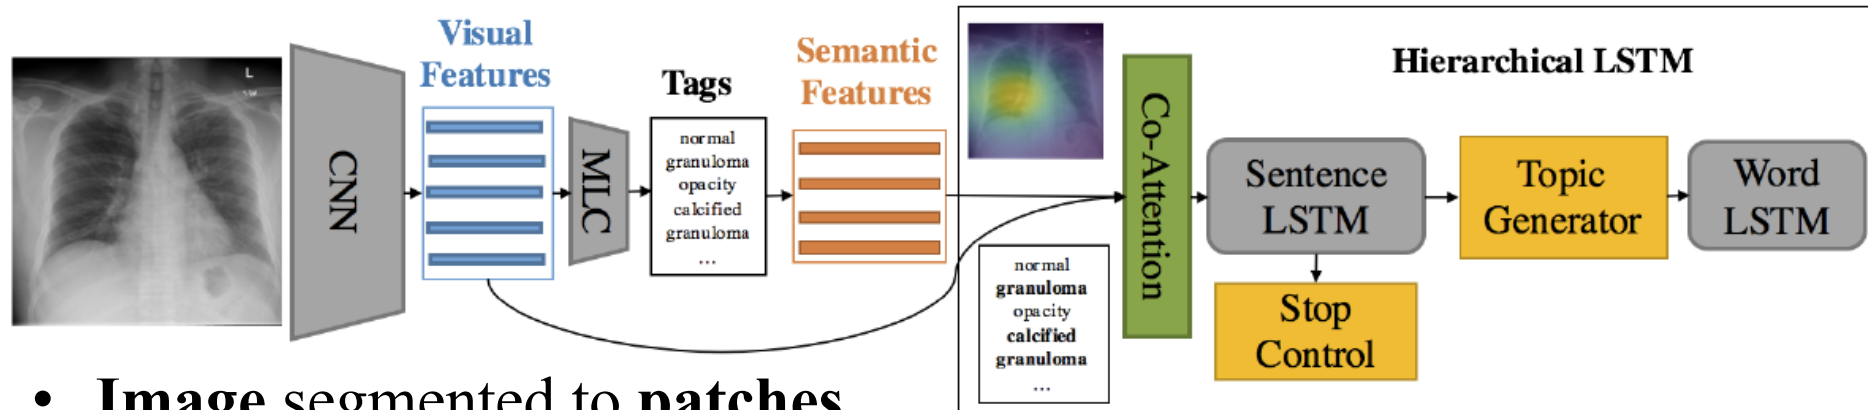 L
CNN
Visual
Features
MLC
Tags
normal
granuloma
opacity
calcified
granuloma
...
Semantic
Features
normal
granuloma
opacity
calcified
granuloma
...
Co-Attention
Hierarchical LSTM
Sentence
LSTM
Stop
Control
Topic
Generator
Word
LSTM
• Image segmented to patches